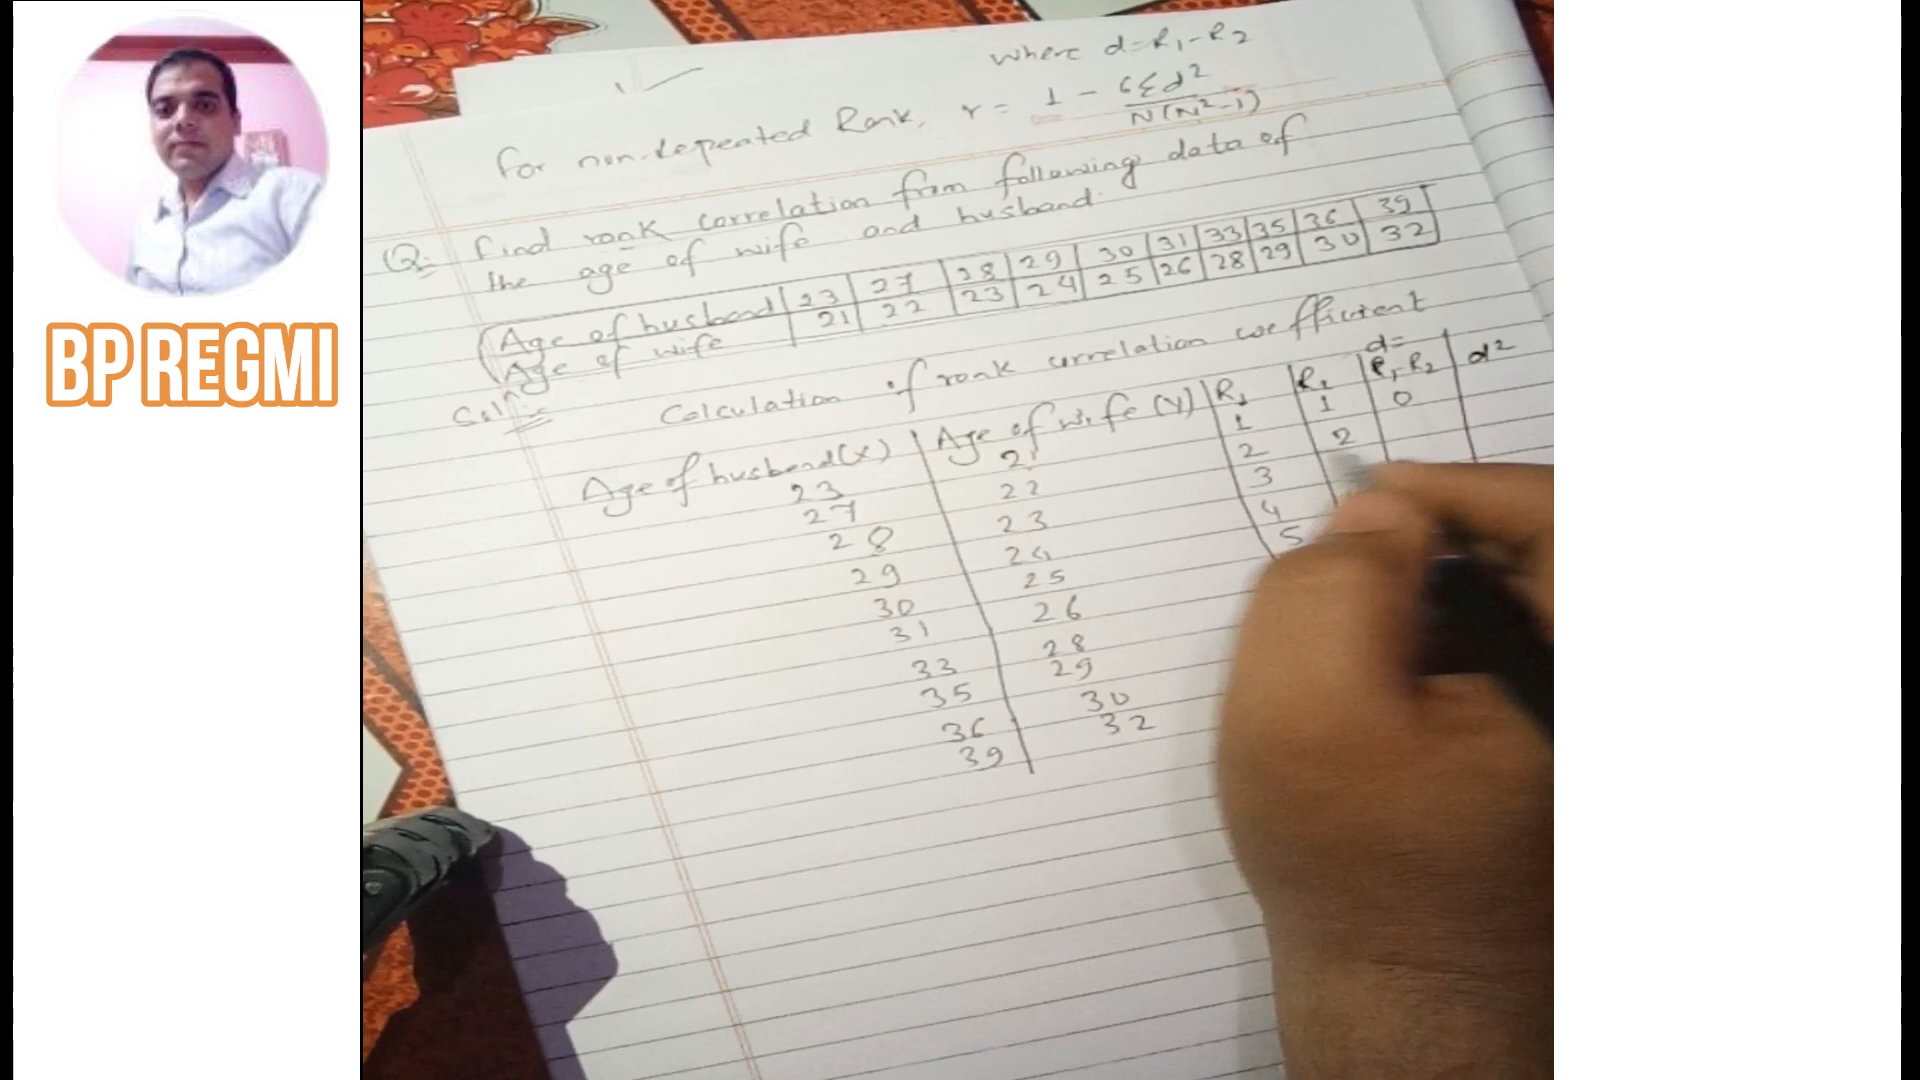 BP REGMI
Where d=R₁-R₂
for non-repeated Rank, r = 1 - 6Σd² / N(N²-1)
Q: find rank correlation from following data of
the age of wife and husband.
Age of husband 23 27 28 29 30 31 33 35 36 39
Age of wife 21 22 23 24 25 26 28 29 30 32
Solⁿ
Calculation of rank correlation coefficient
Age of husband(X) Age of wife (Y) R₁ R₂ d= R₁-R₂ d²
23 21 1 1 0
27 22 2 2
28 23 3
29 24 4
30 25 5
31 26
33 28
35 29
36 30
39 32